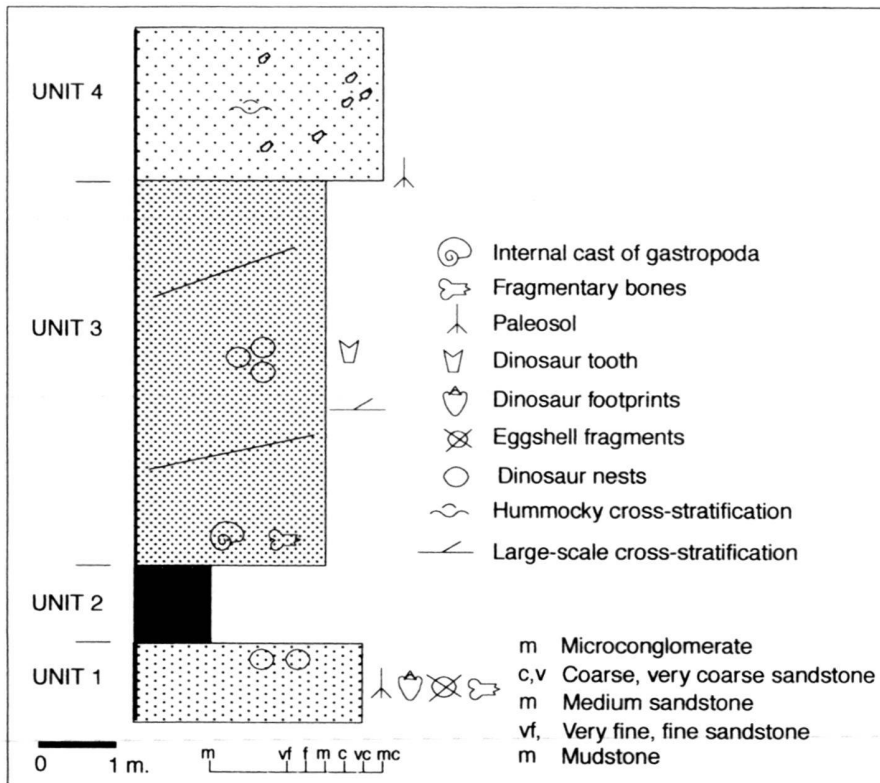 UNIT 4
UNIT 3
UNIT 2
UNIT 1
Internal cast of gastropoda
Fragmentary bones
Paleosol
Dinosaur tooth
Dinosaur footprints
Eggshell fragments
Dinosaur nests
Hummocky cross-stratification
Large-scale cross-stratification
m Microconglomerate
c,v Coarse, very coarse sandstone
m Medium sandstone
vf, Very fine, fine sandstone
m Mudstone
0 1 m.
m vf f m c vc mc